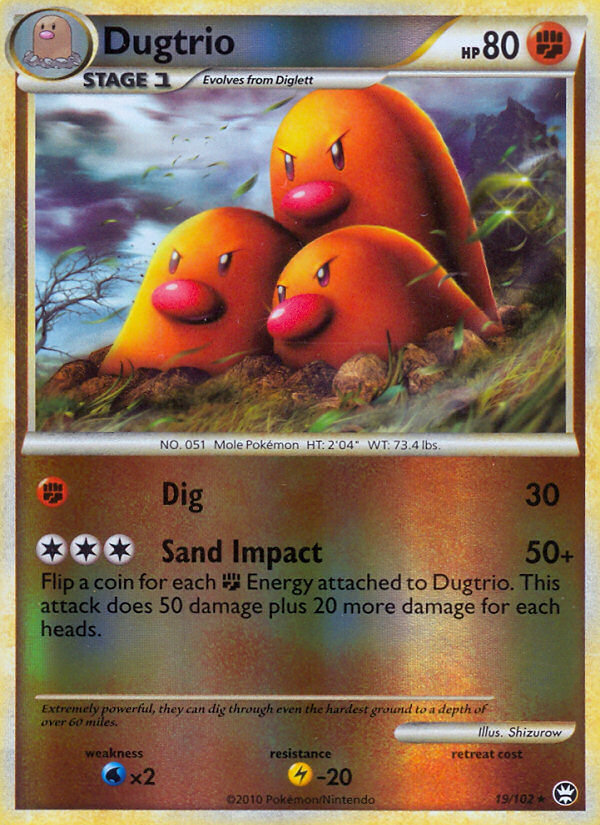 Dugtrio
HP 80
STAGE 1
Evolves from Diglett
NO. 051 Mole Pokémon HT: 2'04" WT: 73.4 lbs.
Dig 30
Sand Impact 50+
Flip a coin for each Energy attached to Dugtrio. This
attack does 50 damage plus 20 more damage for each
heads.
Extremely powerful, they can dig through even the hardest ground to a depth of
over 60 miles.
Illus. Shizurow
weakness resistance retreat cost
×2 -20
©2010 Pokémon/Nintendo 19/102 ★